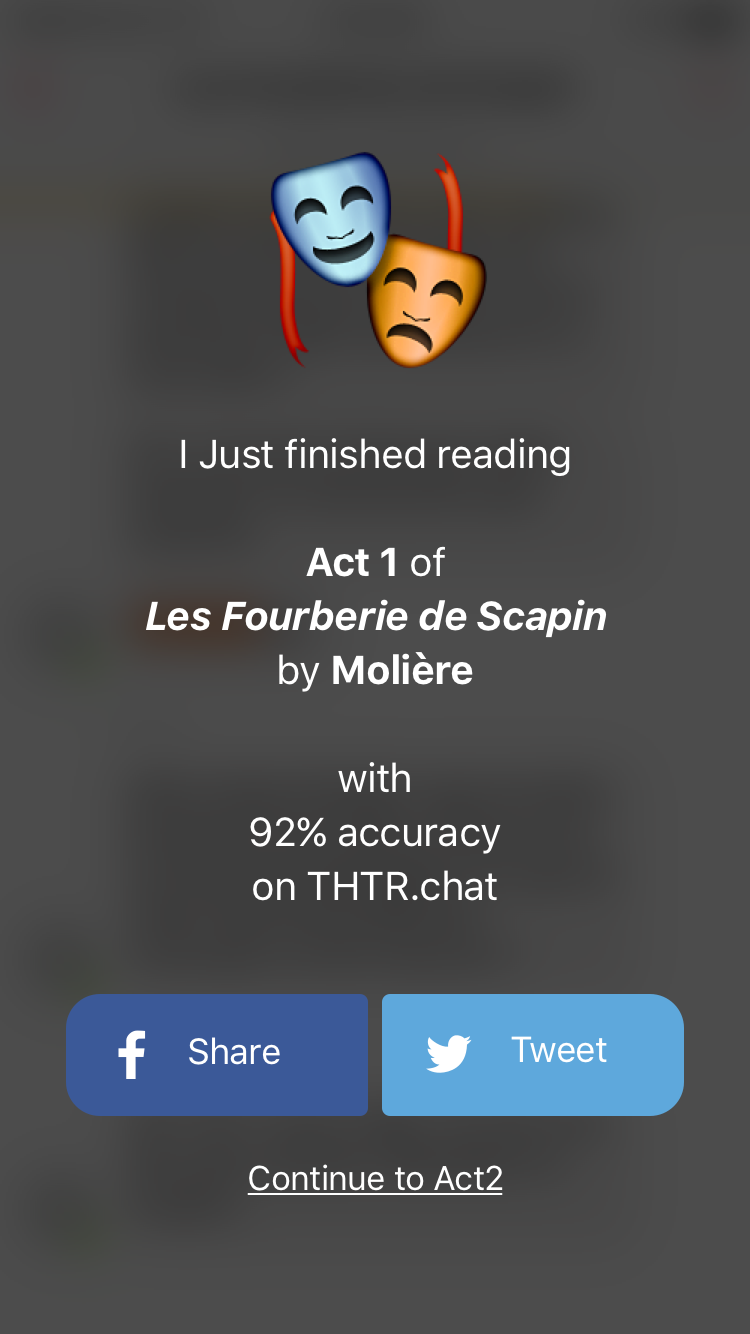 I Just finished reading
Act 1 of
Les Fourberie de Scapin
by Molière
with
92% accuracy
on THTR.chat
Share
Tweet
Continue to Act2